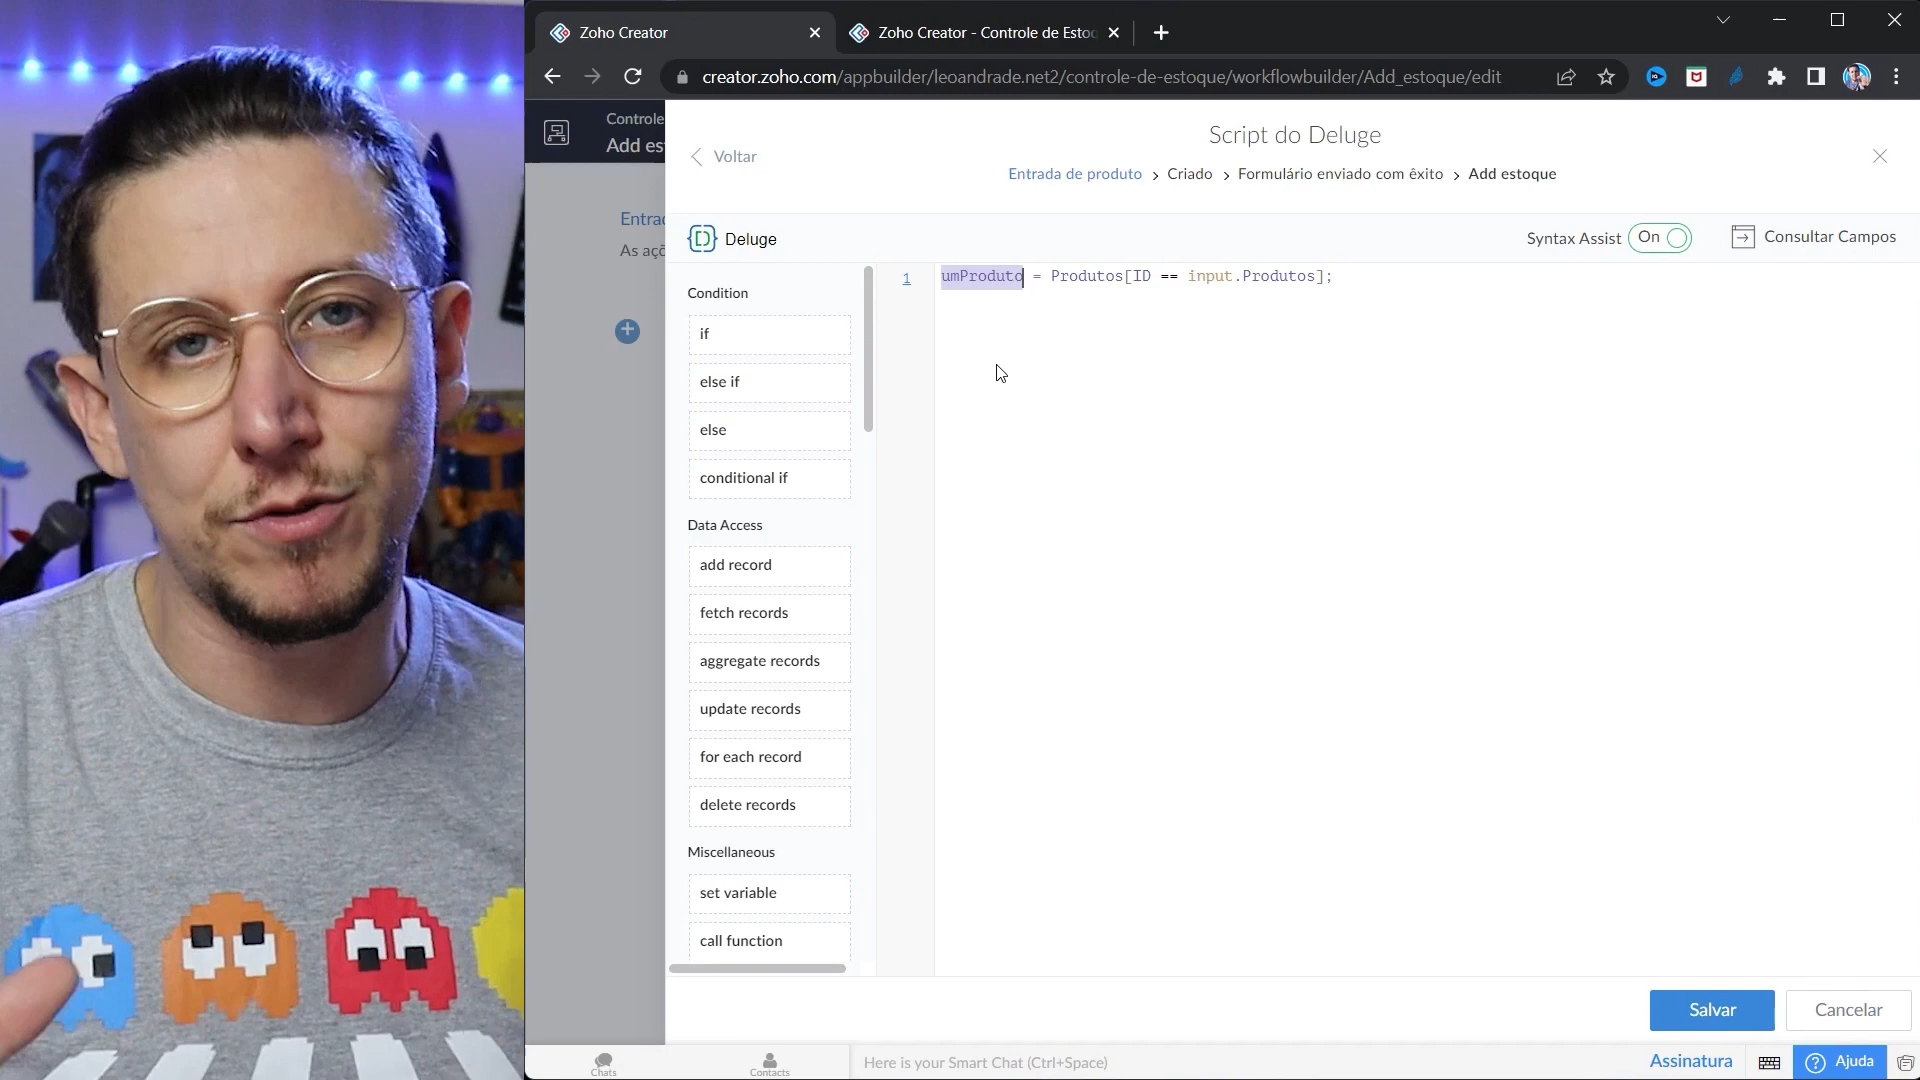 Zoho Creator
Zoho Creator - Controle de Esto
creator.zoho.com/appbuilder/leoandrade.net2/controle-de-estoque/workflowbuilder/Add_estoque/edit
Controle
Add es
Voltar
Script do Deluge
Entrada de produto > Criado > Formulário enviado com êxito > Add estoque
Entra
As açõ
Deluge
Syntax Assist On
Consultar Campos
Condition
if
else if
else
conditional if
Data Access
add record
fetch records
aggregate records
update records
for each record
delete records
Miscellaneous
set variable
call function
1
umProduto = Produtos[ID == input.Produtos];
Salvar
Cancelar
Chats
Contacts
Here is your Smart Chat (Ctrl+Space)
Assinatura
Ajuda